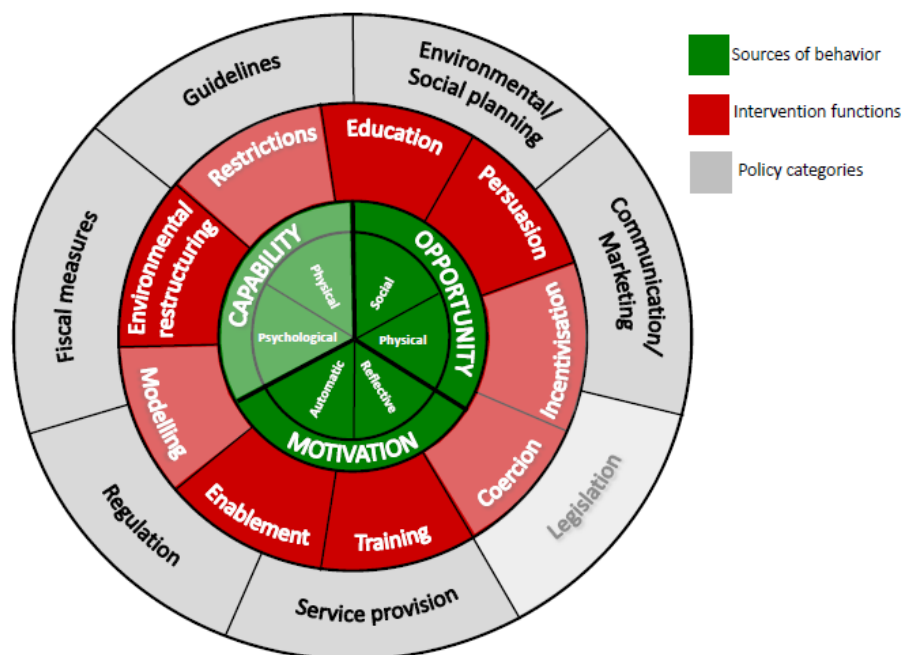 Guidelines
Environmental/
Social planning
Communication/
Marketing
Legislation
Service provision
Regulation
Fiscal measures
Restrictions
Education
Persuasion
Incentivisation
Coercion
Training
Enablement
Modelling
Environmental
restructuring
CAPABILITY
OPPORTUNITY
MOTIVATION
Physical
Social
Psychological
Physical
Automatic
Reflective
Sources of behavior
Intervention functions
Policy categories